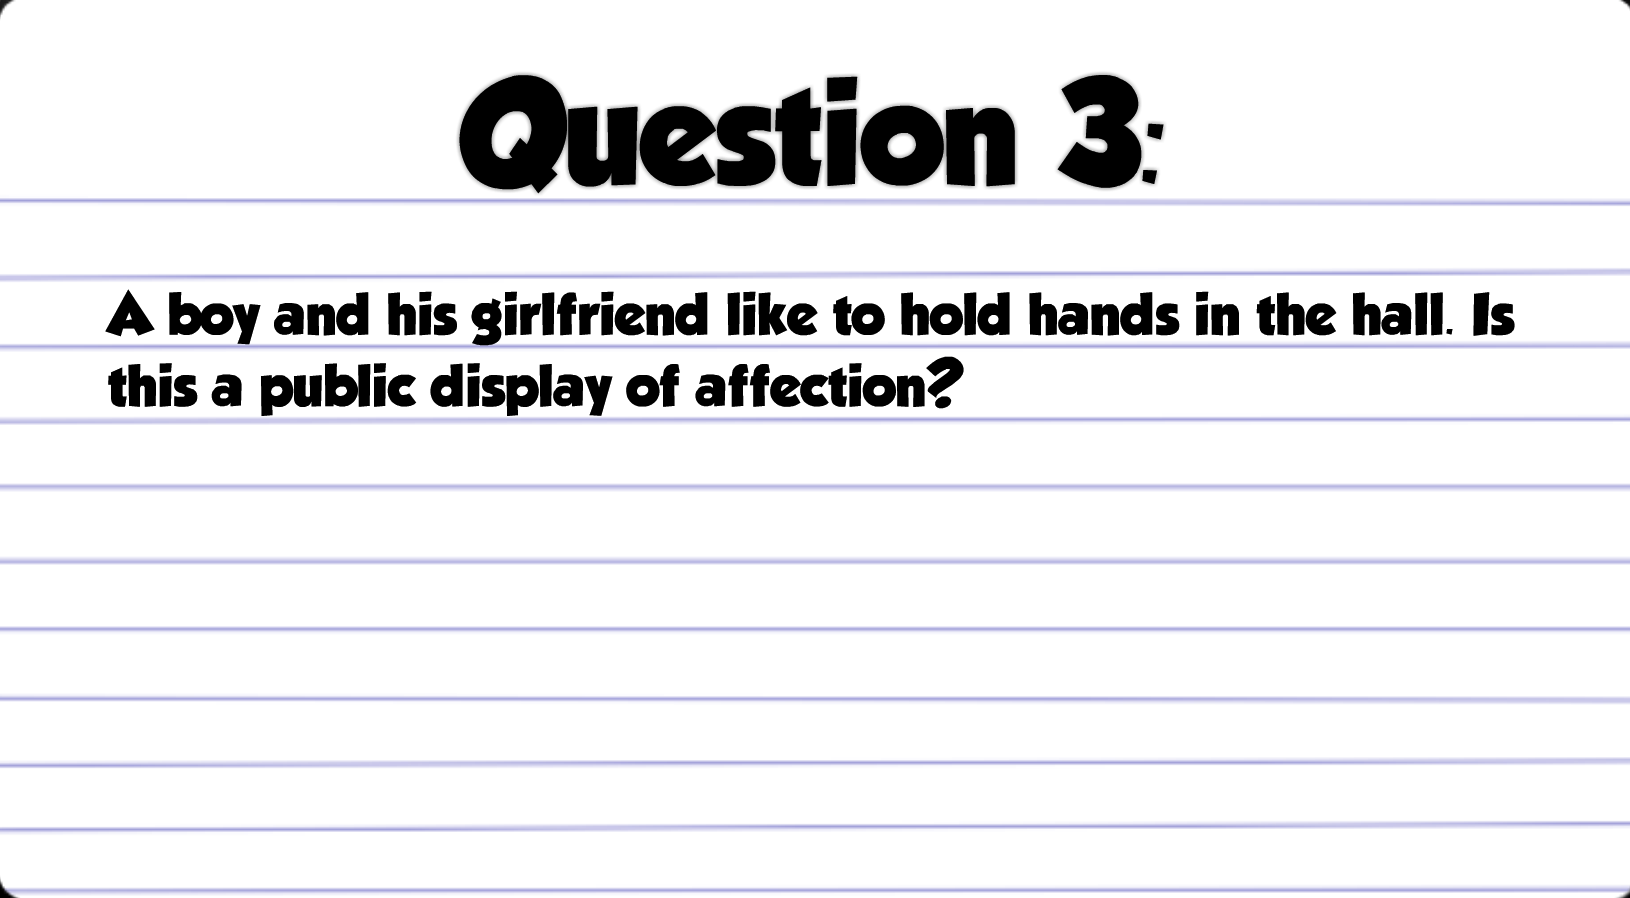 Question 3:
A boy and his girlfriend like to hold hands in the hall. Is
this a public display of affection?